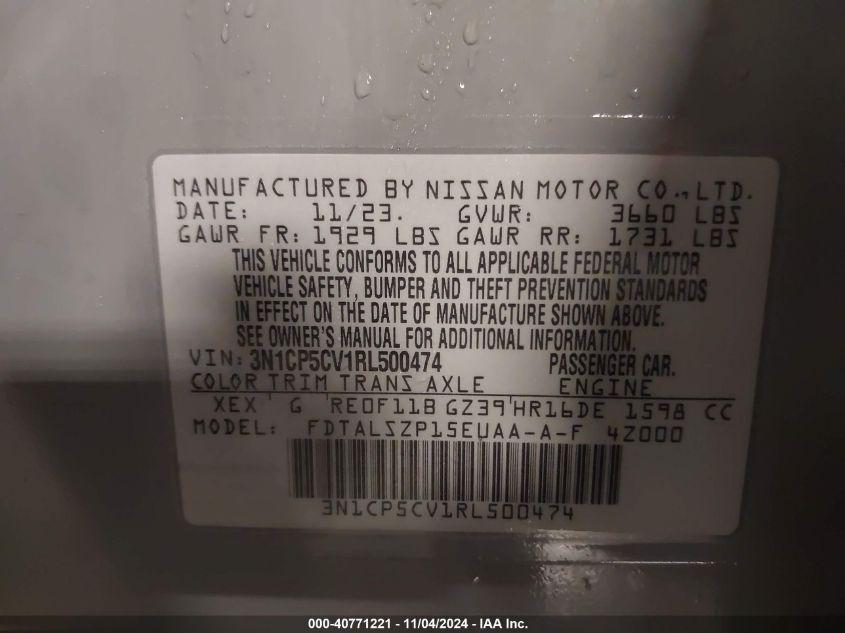 MANUFACTURED BY NISSAN MOTOR CO.,LTD.
DATE: 11/23. GVWR: 3660 LBS
GAWR FR: 1929 LBS GAWR RR: 1731 LBS
THIS VEHICLE CONFORMS TO ALL APPLICABLE FEDERAL MOTOR
VEHICLE SAFETY, BUMPER AND THEFT PREVENTION STANDARDS
IN EFFECT ON THE DATE OF MANUFACTURE SHOWN ABOVE.
SEE OWNER'S MANUAL FOR ADDITIONAL INFORMATION.
VIN: 3N1CP5CV1RL500474 PASSENGER CAR.
COLOR TRIM TRANS AXLE ENGINE
XEX G RE0F11B GZ39 HR16DE 1598 CC
MODEL: FDTALSZP15EUAA-A-F 4Z000
3N1CP5CV1RL500474
000-40771221 - 11/04/2024 - IAA Inc.